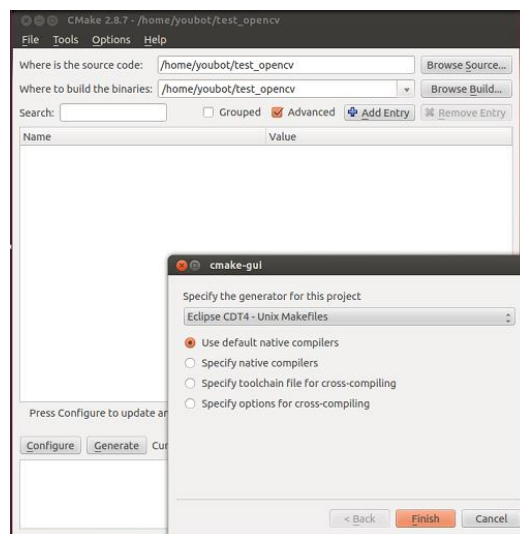 CMake 2.8.7 - /home/youbot/test_opencv
File Tools Options Help
Where is the source code: /home/youbot/test_opencv Browse Source...
Where to build the binaries: /home/youbot/test_opencv Browse Build...
Search: Grouped Advanced Add Entry Remove Entry
Name Value
cmake-gui
Specify the generator for this project
Eclipse CDT4 - Unix Makefiles
Use default native compilers
Specify native compilers
Specify toolchain file for cross-compiling
Specify options for cross-compiling
Press Configure to update
Configure Generate
< Back Finish Cancel